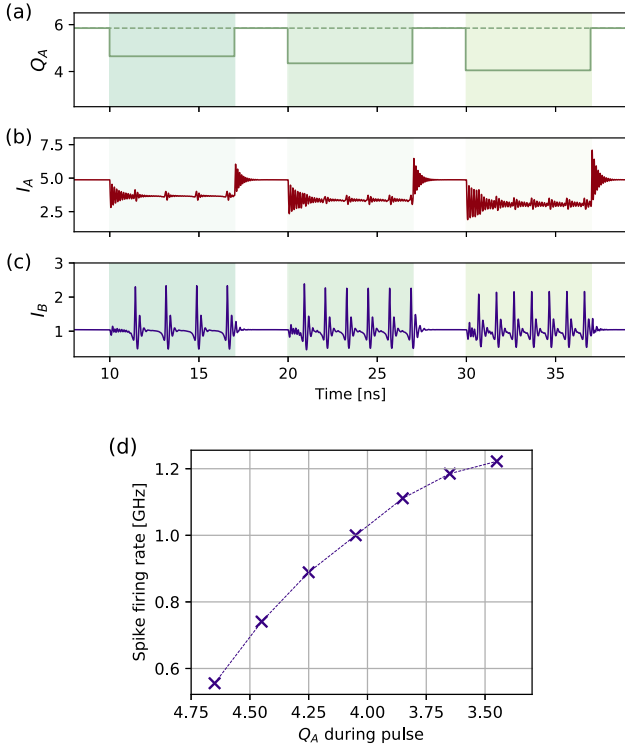 (a)
6
4
Q_A
(b)
7.5
5.0
2.5
I_A
(c)
3
2
1
I_B
10 15 20 25 30 35
Time [ns]
(d)
1.2
1.0
0.8
0.6
Spike firing rate [GHz]
4.75 4.50 4.25 4.00 3.75 3.50
Q_A during pulse